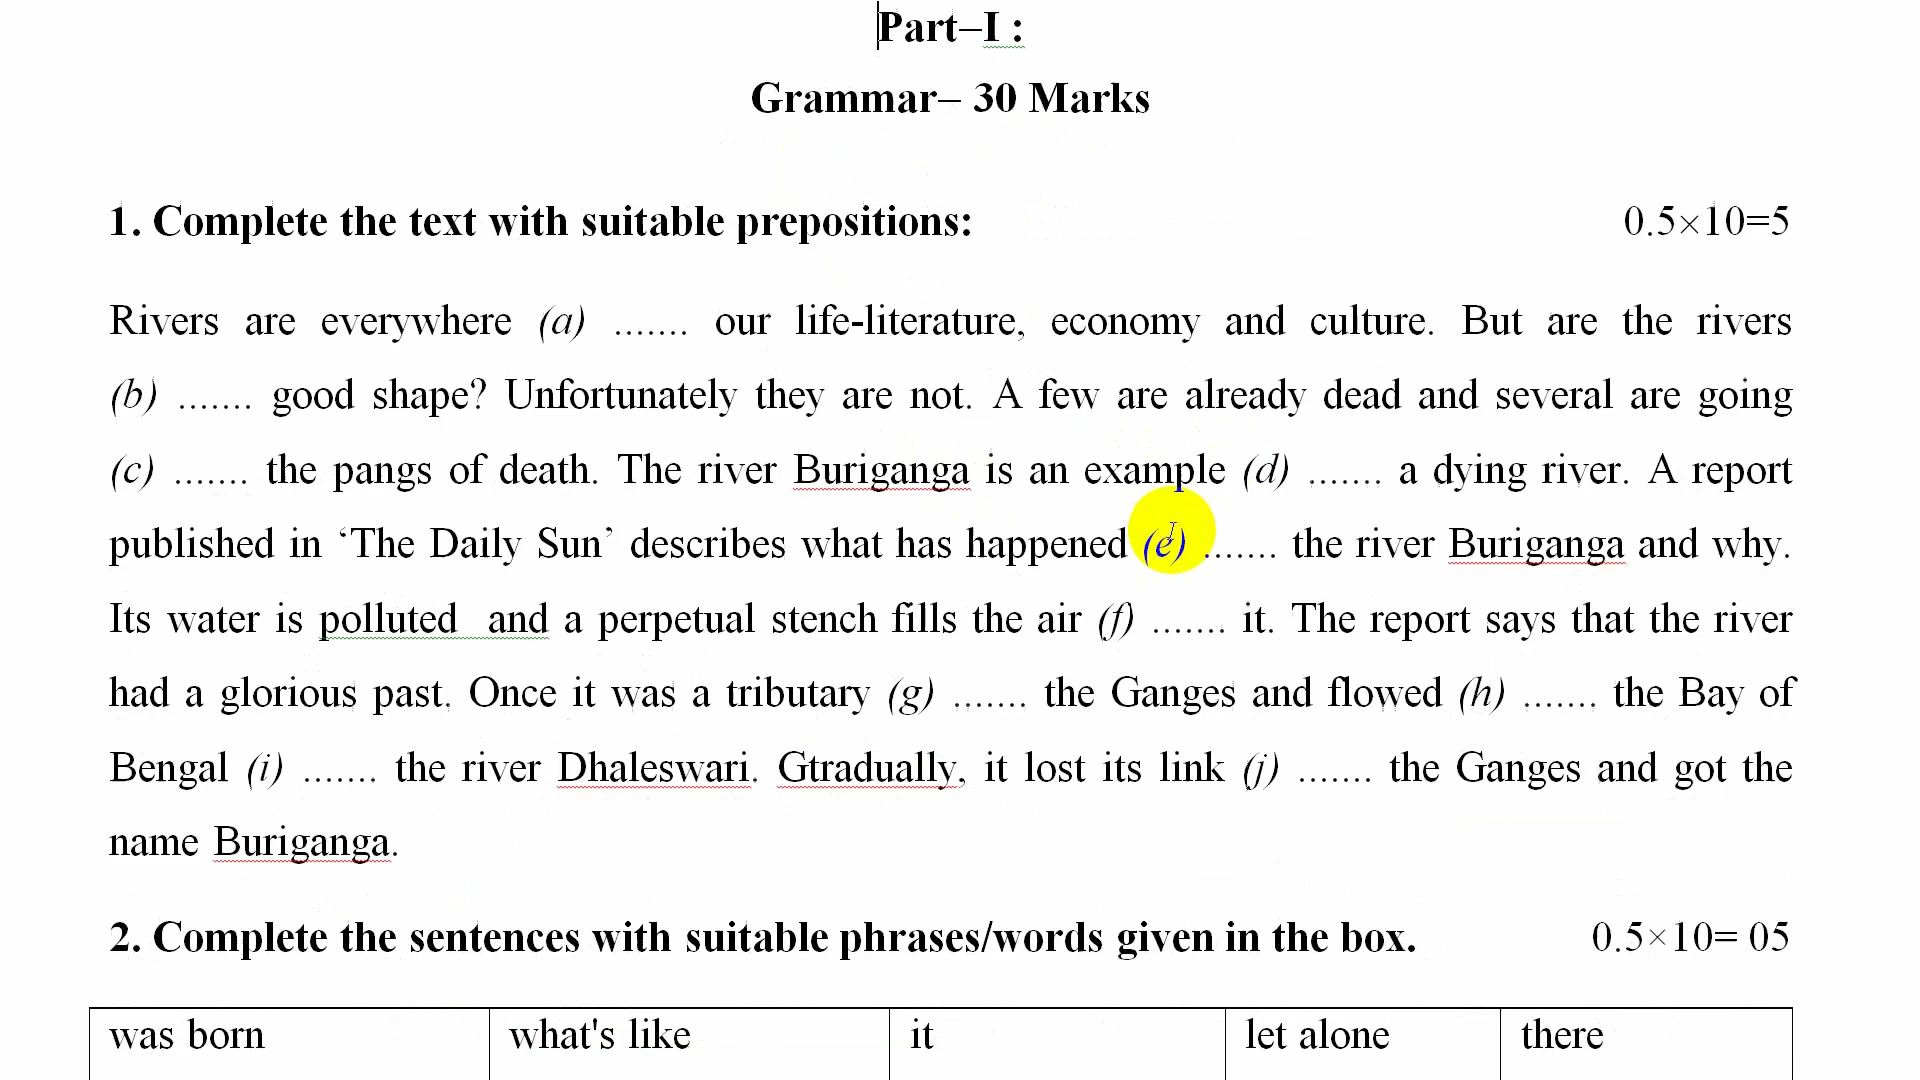 Part–I :
Grammar– 30 Marks
1. Complete the text with suitable prepositions: 0.5×10=5
Rivers are everywhere (a) ....... our life-literature, economy and culture. But are the rivers
(b) ....... good shape? Unfortunately they are not. A few are already dead and several are going
(c) ....... the pangs of death. The river Buriganga is an example (d) ....... a dying river. A report
published in ‘The Daily Sun’ describes what has happened (e) ....... the river Buriganga and why.
Its water is polluted and a perpetual stench fills the air (f) ....... it. The report says that the river
had a glorious past. Once it was a tributary (g) ....... the Ganges and flowed (h) ....... the Bay of
Bengal (i) ....... the river Dhaleswari. Gtradually, it lost its link (j) ....... the Ganges and got the
name Buriganga.
2. Complete the sentences with suitable phrases/words given in the box. 0.5×10= 05
was born what's like it let alone there